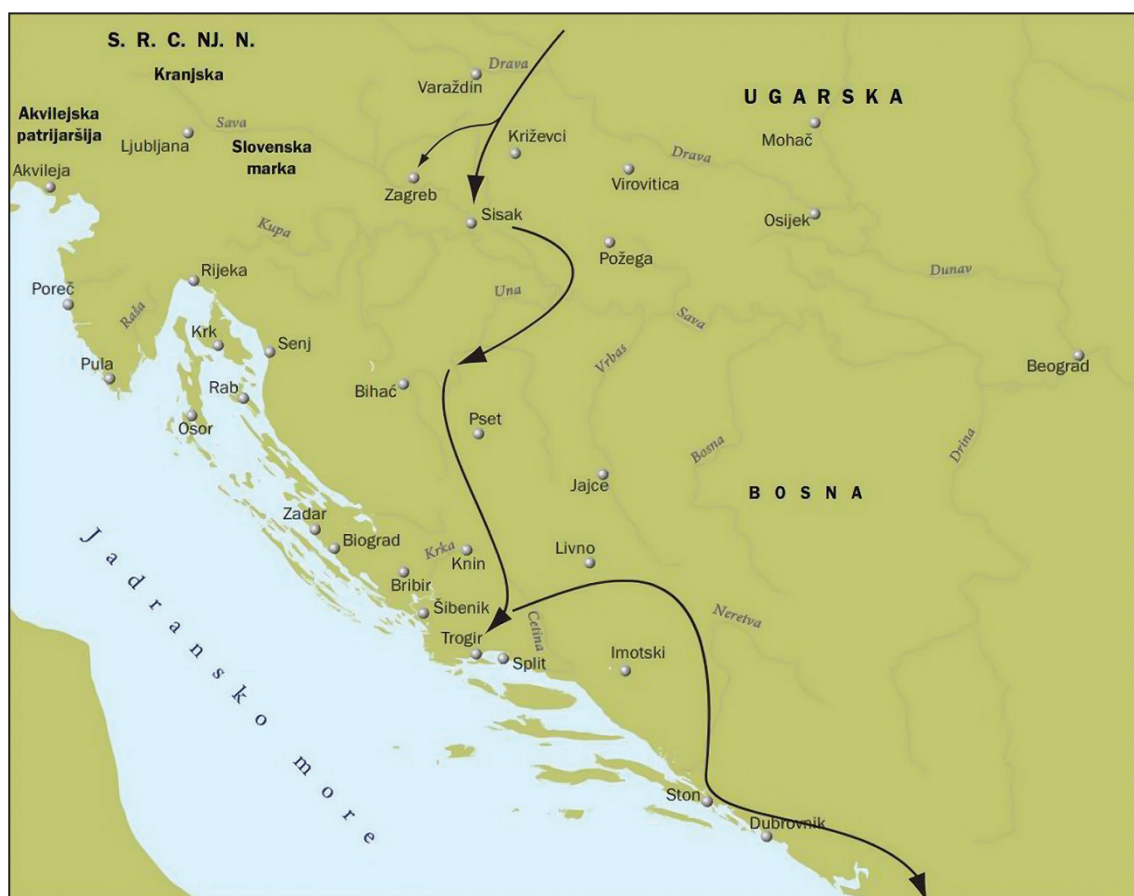 S. R. C. NJ. N.
Kranjska
Akvilejska
patrijaršija
Akvileja
Ljubljana
Sava
Slovenska
marka
Varaždin
Drava
Križevci
Zagreb
Sisak
UGARSKA
Mohač
Drava
Virovitica
Osijek
Požega
Dunav
Kupa
Rijeka
Poreč
Raša
Krk
Senj
Pula
Rab
Osor
Una
Vrbas
Sava
Beograd
Bihać
Pset
Bosna
Drina
Jajce
BOSNA
Zadar
Biograd
Krka
Knin
Livno
Bribir
Šibenik
Cetina
Neretva
Trogir
Split
Imotski
Jadransko more
Ston
Dubrovnik